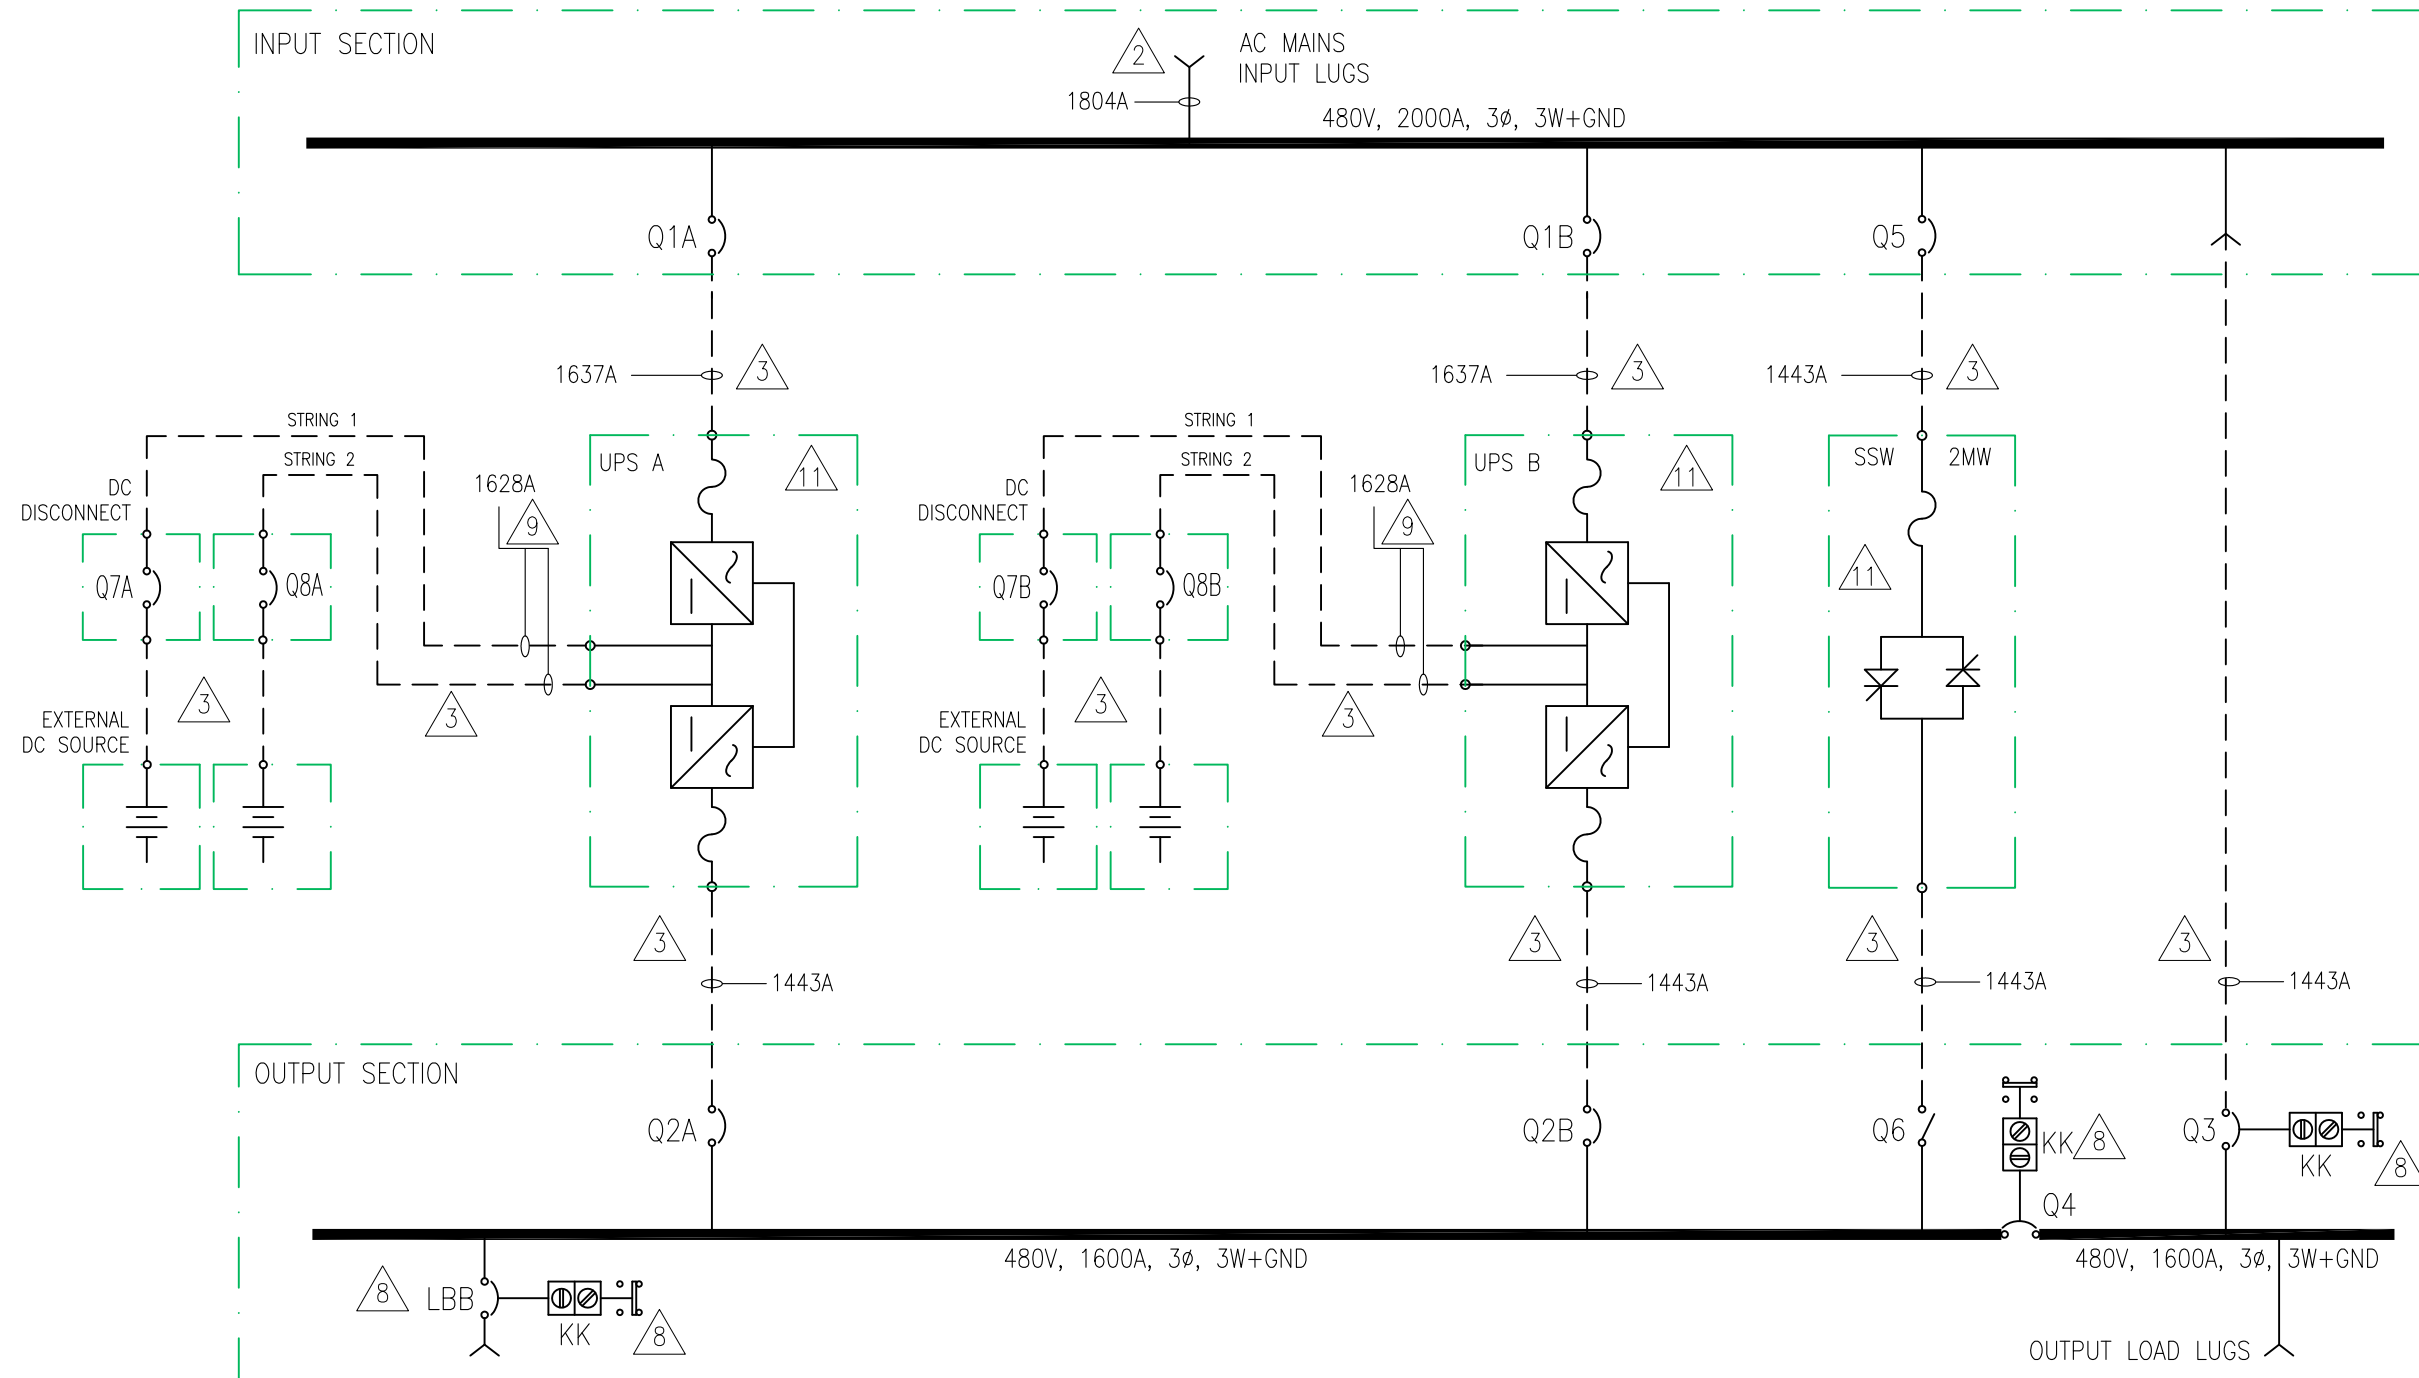 INPUT SECTION
2
AC MAINS
INPUT LUGS
1804A
480V, 2000A, 3ø, 3W+GND
Q1A
Q1B
Q5
1637A
3
1637A
3
1443A
3
STRING 1
STRING 2
DC
DISCONNECT
1628A
9
UPS A
11
Q7A
Q8A
3
3
EXTERNAL
DC SOURCE
STRING 1
STRING 2
DC
DISCONNECT
1628A
9
UPS B
11
Q7B
Q8B
3
3
EXTERNAL
DC SOURCE
SSW
2MW
11
3
1443A
3
1443A
3
1443A
3
1443A
OUTPUT SECTION
Q2A
Q2B
Q6
KK
8
Q4
Q3
KK
8
480V, 1600A, 3ø, 3W+GND
480V, 1600A, 3ø, 3W+GND
8
LBB
KK
8
OUTPUT LOAD LUGS